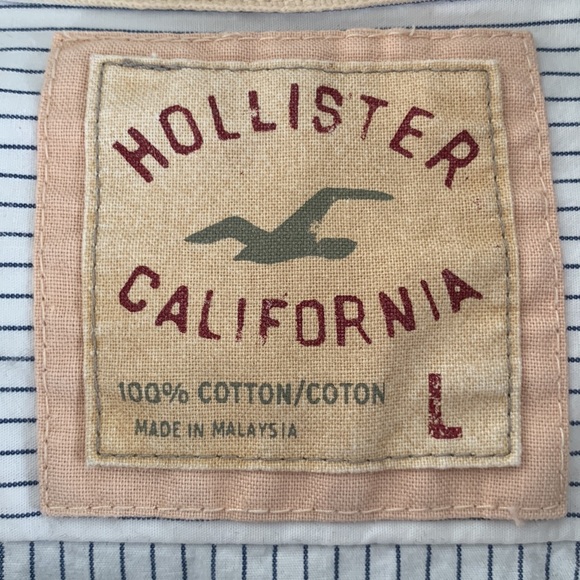 HOLLISTER
CALIFORNIA
100% COTTON/COTON
MADE IN MALAYSIA
L